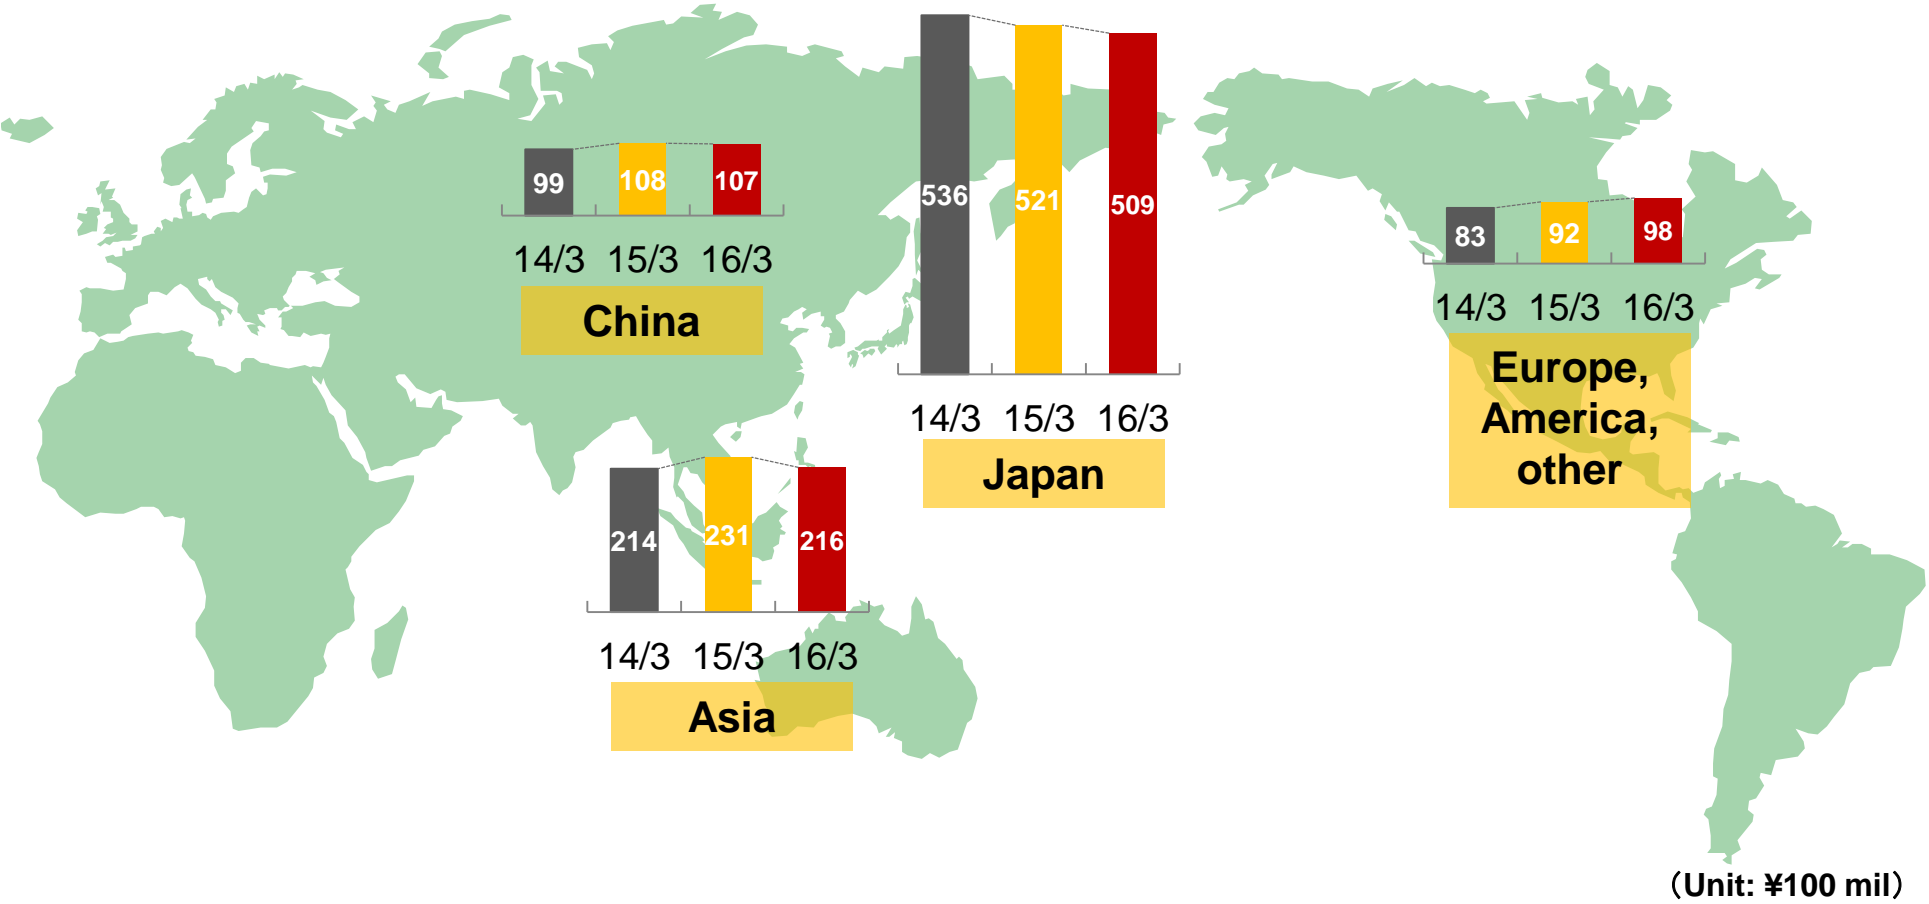 99 108 107
14/3 15/3 16/3
China
536 521 509
14/3 15/3 16/3
Japan
83 92 98
14/3 15/3 16/3
Europe,
America,
other
214 231 216
14/3 15/3 16/3
Asia
（Unit: ¥100 mil）